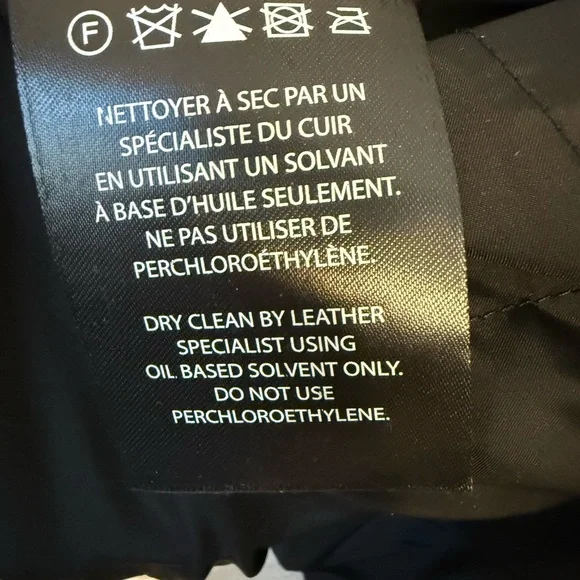 F
NETTOYER À SEC PAR UN
SPÉCIALISTE DU CUIR
EN UTILISANT UN SOLVANT
À BASE D'HUILE SEULEMENT.
NE PAS UTILISER DE
PERCHLOROÉTHYLÈNE.
DRY CLEAN BY LEATHER
SPECIALIST USING
OIL BASED SOLVENT ONLY.
DO NOT USE
PERCHLOROETHYLENE.